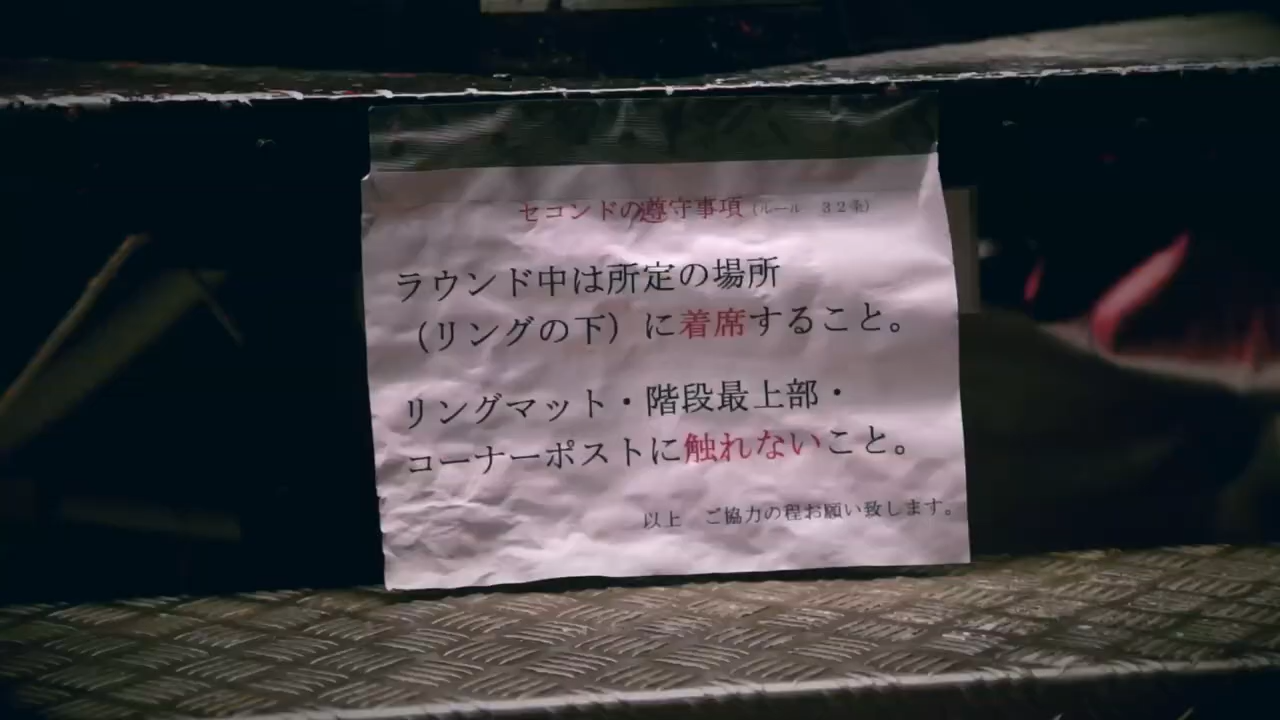 セコンドの遵守事項（ルール　３２条）
ラウンド中は所定の場所
（リングの下）に着席すること。
リングマット・階段最上部・
コーナーポストに触れないこと。
以上　ご協力の程お願い致します。